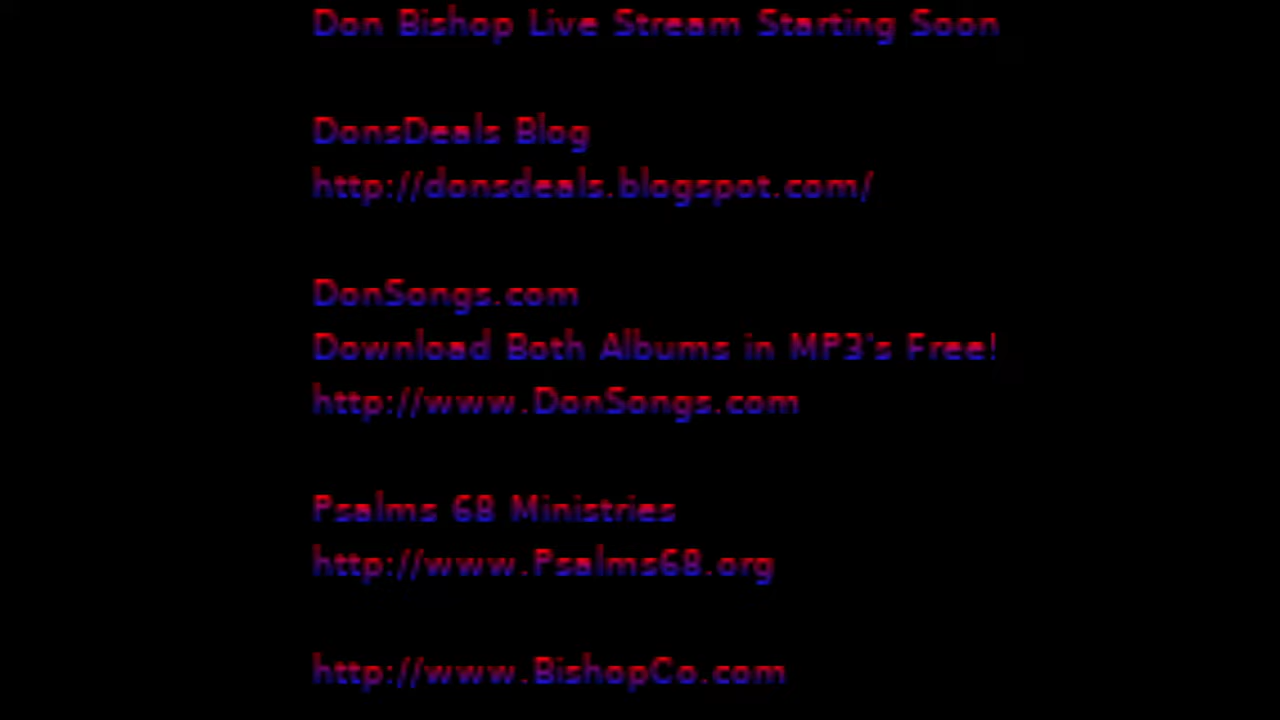 Don Bishop Live Stream Starting Soon
DonsDeals Blog
http://donsdeals.blogspot.com/
DonSongs.com
Download Both Albums in MP3's Free!
http://www.DonSongs.com
Psalms 68 Ministries
http://www.Psalms68.org
http://www.BishopCo.com